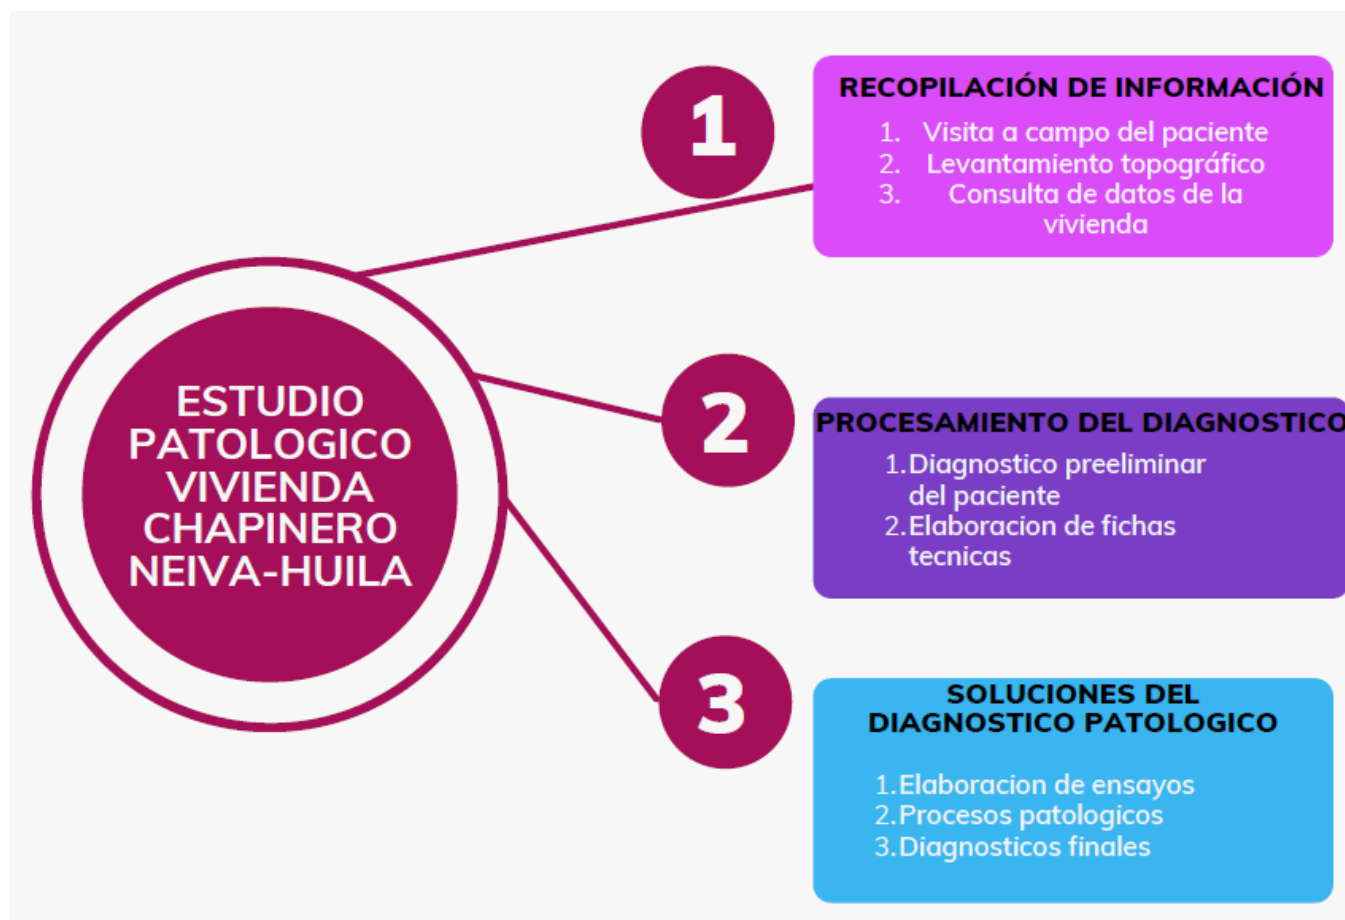 ESTUDIO
PATOLOGICO
VIVIENDA
CHAPINERO
NEIVA-HUILA
1
RECOPILACIÓN DE INFORMACIÓN
1. Visita a campo del paciente
2. Levantamiento topográfico
3. Consulta de datos de la
vivienda
2
PROCESAMIENTO DEL DIAGNOSTICO
1.Diagnostico preeliminar
del paciente
2.Elaboracion de fichas
tecnicas
3
SOLUCIONES DEL
DIAGNOSTICO PATOLOGICO
1.Elaboracion de ensayos
2.Procesos patologicos
3.Diagnosticos finales